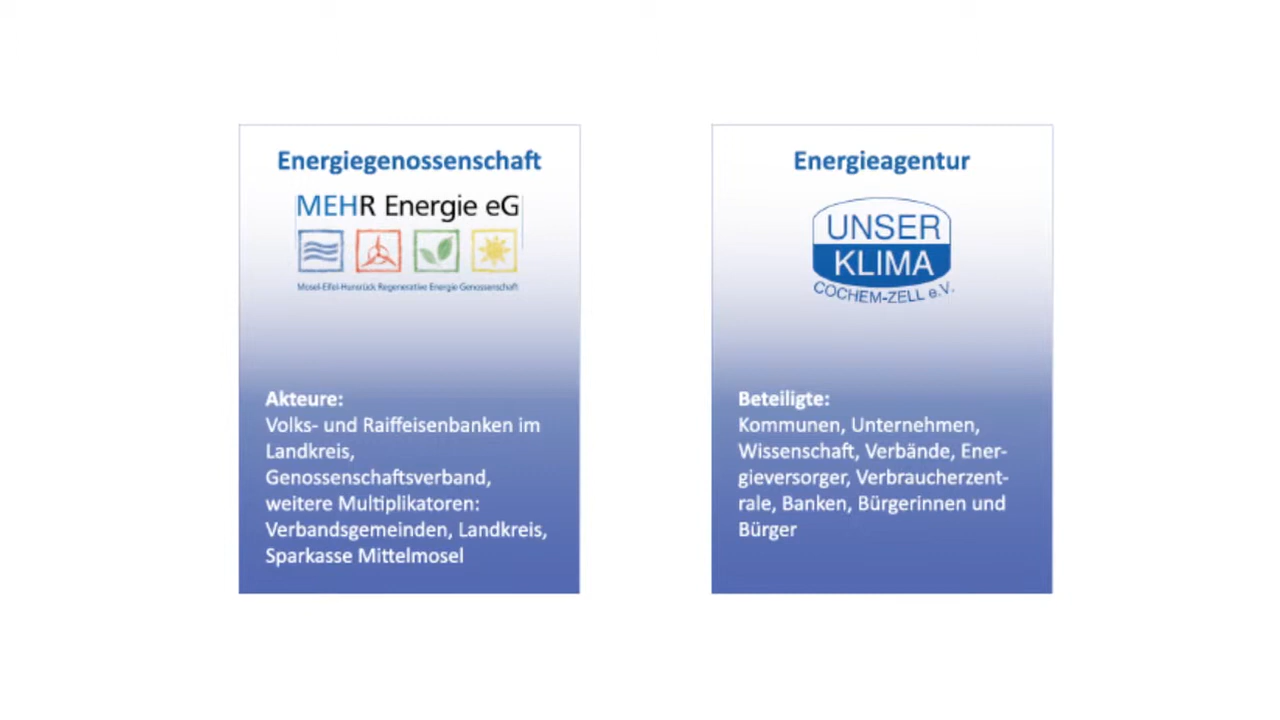 Energiegenossenschaft
MEHR Energie eG
Mosel-Eifel-Hunsrück Regenerative Energie Genossenschaft
Akteure:
Volks- und Raiffeisenbanken im
Landkreis,
Genossenschaftsverband,
weitere Multiplikatoren:
Verbandsgemeinden, Landkreis,
Sparkasse Mittelmosel
Energieagentur
UNSER
KLIMA
COCHEM-ZELL e.V.
Beteiligte:
Kommunen, Unternehmen,
Wissenschaft, Verbände, Ener-
gieversorger, Verbraucherzent-
rale, Banken, Bürgerinnen und
Bürger